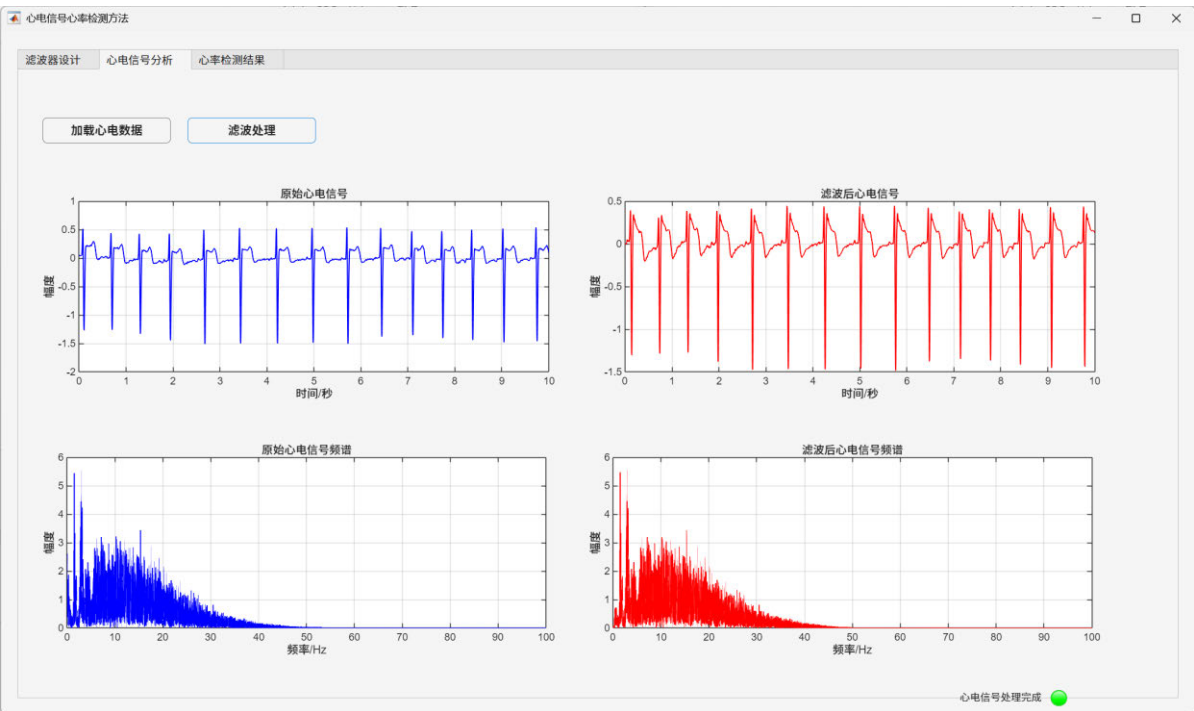 心电信号心率检测方法
滤波器设计 心电信号分析 心率检测结果
加载心电数据 滤波处理
原始心电信号
1
0.5
0
-0.5
-1
-1.5
-2
幅度
0 1 2 3 4 5 6 7 8 9 10
时间/秒
滤波后心电信号
0.5
0
-0.5
-1
-1.5
幅度
0 1 2 3 4 5 6 7 8 9 10
时间/秒
原始心电信号频谱
6
5
4
3
2
1
0
幅度
0 10 20 30 40 50 60 70 80 90 100
频率/Hz
滤波后心电信号频谱
6
5
4
3
2
1
0
幅度
0 10 20 30 40 50 60 70 80 90 100
频率/Hz
心电信号处理完成